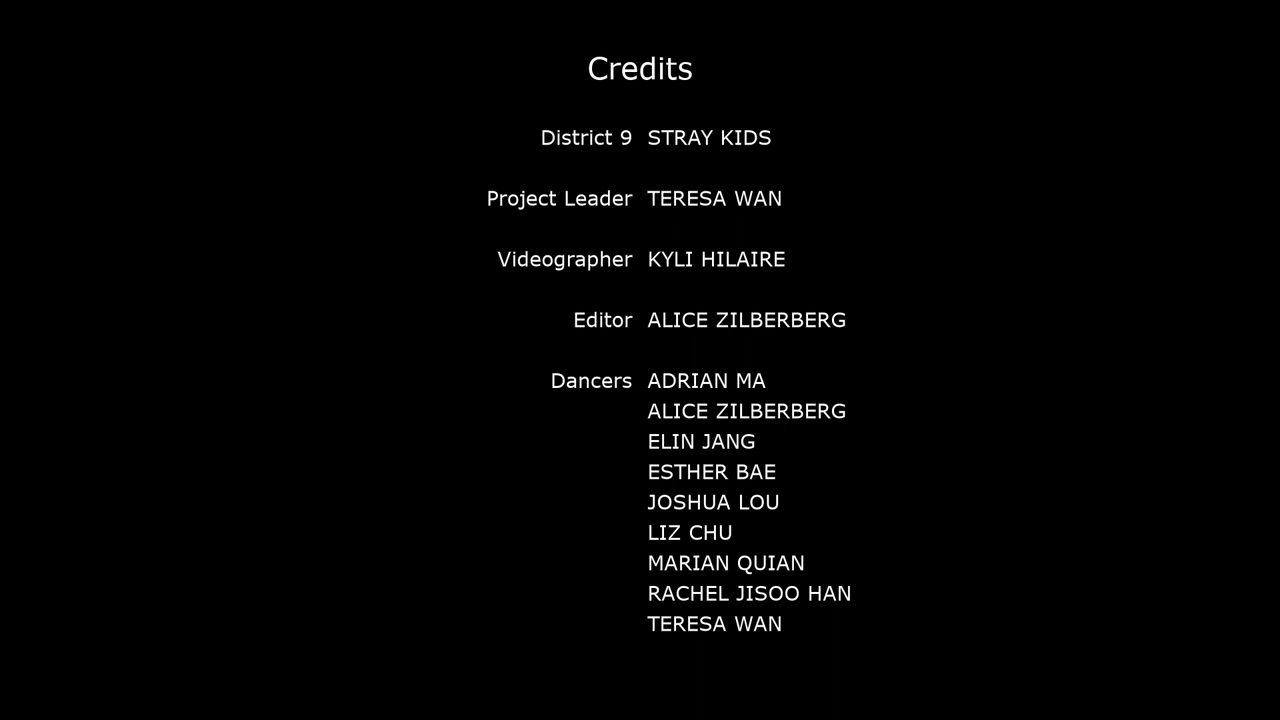 Credits
District 9 STRAY KIDS
Project Leader TERESA WAN
Videographer KYLI HILAIRE
Editor ALICE ZILBERBERG
Dancers ADRIAN MA
ALICE ZILBERBERG
ELIN JANG
ESTHER BAE
JOSHUA LOU
LIZ CHU
MARIAN QUIAN
RACHEL JISOO HAN
TERESA WAN